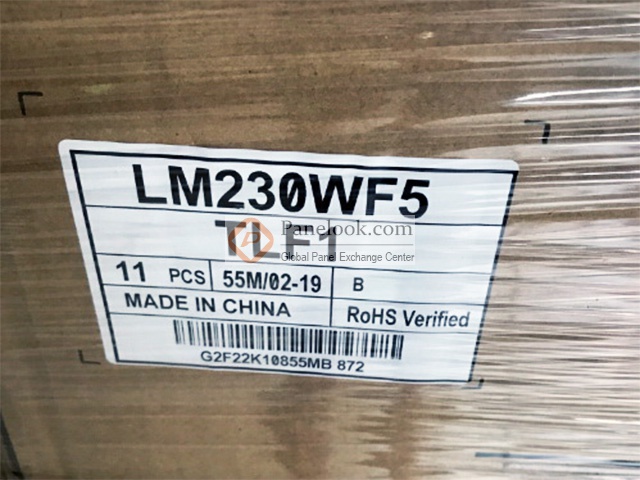 LM230WF5
TLF1
Panelook.com
Global Panel Exchange Center
11 PCS 55M/02-19 B
MADE IN CHINA RoHS Verified
G2F22K10855MB 872